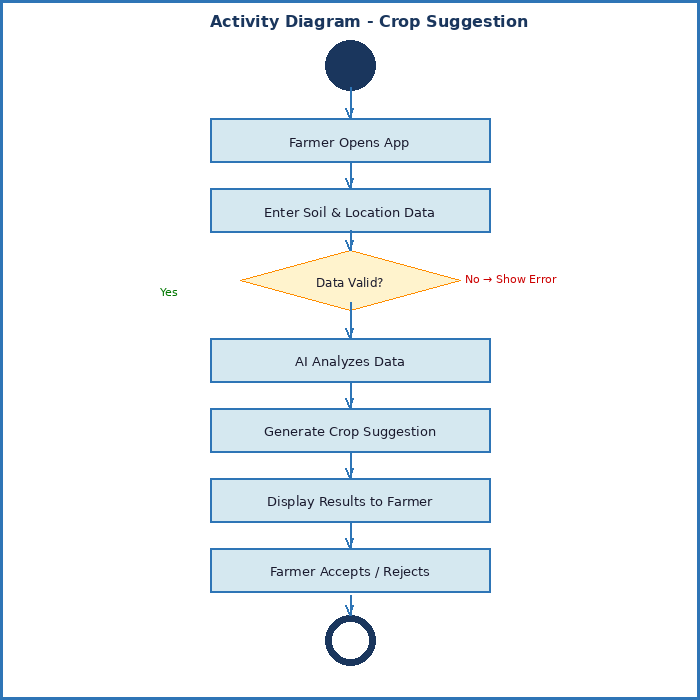 Activity Diagram - Crop Suggestion
Farmer Opens App
Enter Soil & Location Data
Data Valid?
No → Show Error
Yes
AI Analyzes Data
Generate Crop Suggestion
Display Results to Farmer
Farmer Accepts / Rejects